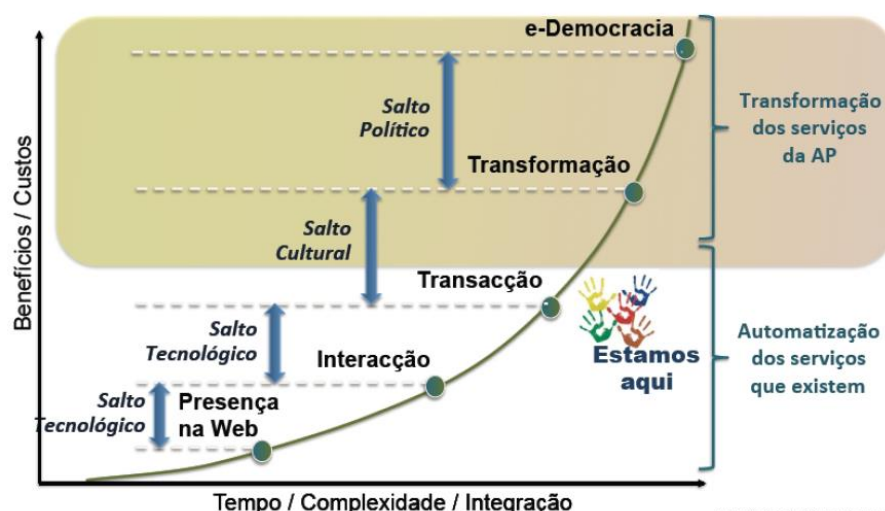 e-Democracia
Salto
Político
Transformação
dos serviços
da AP
Transformação
Salto
Cultural
Transacção
Salto
Tecnológico
Interacção
Estamos
aqui
Automatização
dos serviços
que existem
Salto
Tecnológico
Presença
na Web
Benefícios / Custos
Tempo / Complexidade / Integração